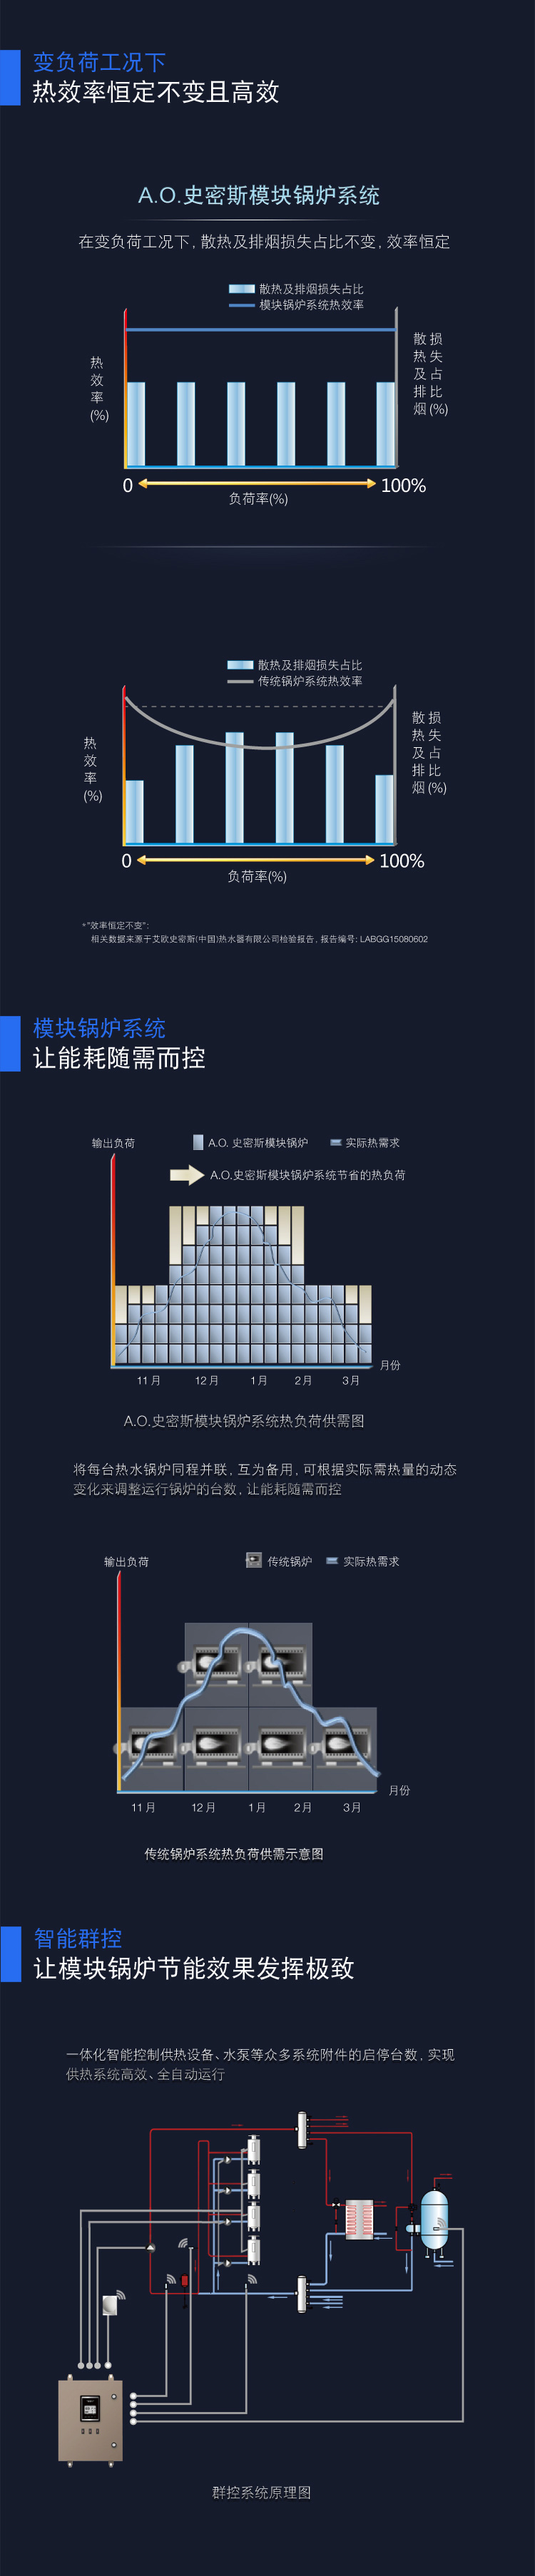 变负荷工况下
热效率恒定不变且高效
A.O.史密斯模块锅炉系统
在变负荷工况下，散热及排烟损失占比不变，效率恒定
散热及排烟损失占比
模块锅炉系统热效率
热效率(%)
散热及排烟损失占比(%)
0
100%
负荷率(%)
散热及排烟损失占比
传统锅炉系统热效率
热效率(%)
散热及排烟损失占比(%)
0
100%
负荷率(%)
*"效率恒定不变"：
相关数据来源于艾欧史密斯(中国)热水器有限公司检验报告，报告编号：LABGG15080602
模块锅炉系统
让能耗随需而控
输出负荷
A.O. 史密斯模块锅炉
实际热需求
A.O.史密斯模块锅炉系统节省的热负荷
月份
11月 12月 1月 2月 3月
A.O.史密斯模块锅炉系统热负荷供需图
将每台热水锅炉同程并联，互为备用，可根据实际需热量的动态
变化来调整运行锅炉的台数，让能耗随需而控
输出负荷
传统锅炉
实际热需求
月份
11月 12月 1月 2月 3月
传统锅炉系统热负荷供需示意图
智能群控
让模块锅炉节能效果发挥极致
一体化智能控制供热设备、水泵等众多系统附件的启停台数，实现
供热系统高效、全自动运行
群控系统原理图